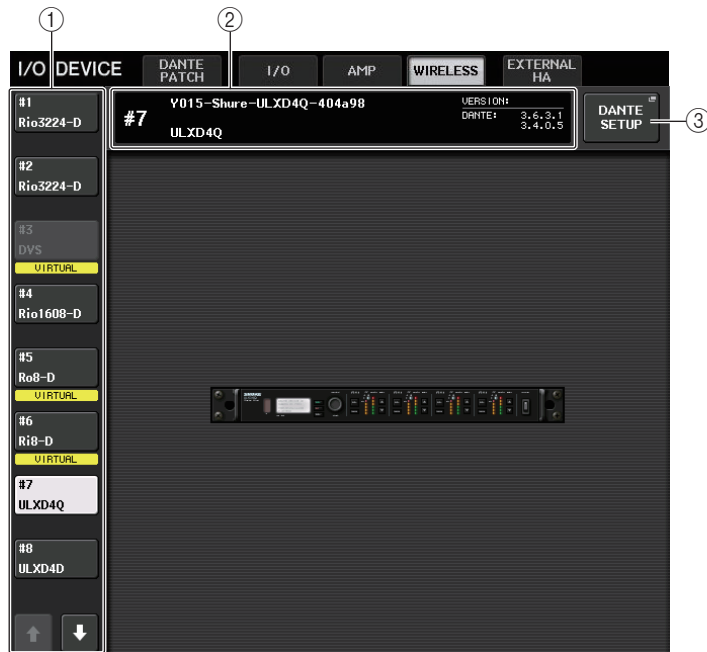 ① ②
I/O DEVICE
DANTE PATCH
I/O
AMP
WIRELESS
EXTERNAL HA
#1
Rio3224-D
#2
Rio3224-D
#3
DVS
VIRTUAL
#4
Rio1608-D
#5
Ro8-D
VIRTUAL
#6
Ri8-D
VIRTUAL
#7
ULXD4Q
#8
ULXD4D
#7
Y015-Shure-ULXD4Q-404a98
ULXD4Q
VERSION:
DANTE: 3.6.3.1
3.4.0.5
DANTE SETUP
③